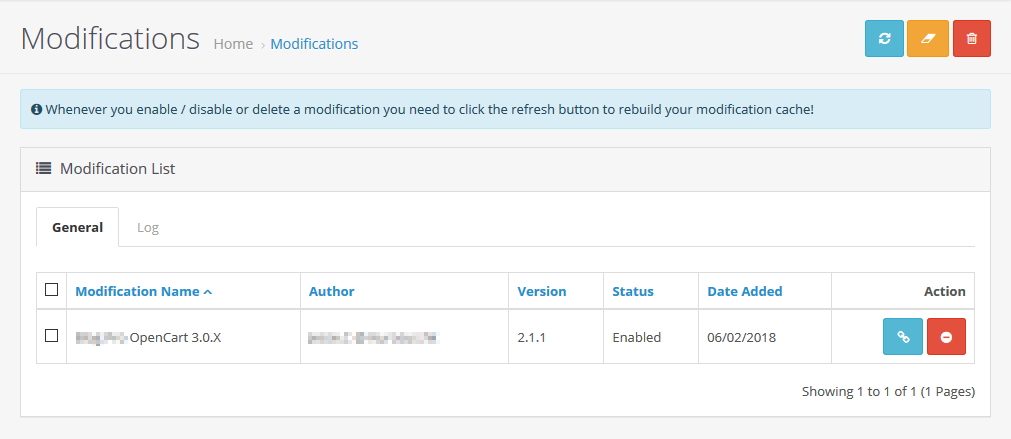 Modifications Home › Modifications
Whenever you enable / disable or delete a modification you need to click the refresh button to rebuild your modification cache!
Modification List
General Log
Modification Name Author Version Status Date Added Action
OpenCart 3.0.X 2.1.1 Enabled 06/02/2018
Showing 1 to 1 of 1 (1 Pages)